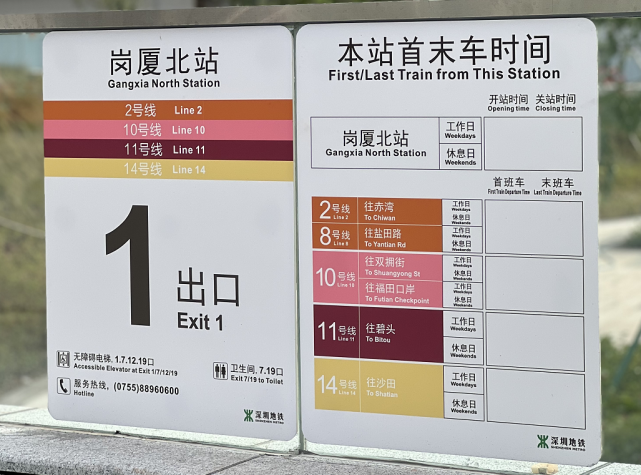 岗厦北站
Gangxia North Station
2号线 Line 2
10号线 Line 10
11号线 Line 11
14号线 Line 14
1
出口
Exit 1
无障碍电梯, 1.7.12.19口
Accessible Elevator at Exit 1/7/12/19
卫生间, 7.19口
Exit 7/19 to Toilet
服务热线, (0755)88960600
Hotline
深圳地铁
SHENZHEN METRO
本站首末车时间
First/Last Train from This Station
开站时间 关站时间
Opening time Closing time
岗厦北站
Gangxia North Station
工作日
Weekdays
休息日
Weekends
首班车 末班车
First Train Departure Time Last Train Departure Time
2号线
Line 2
往赤湾
To Chiwan
工作日
Weekdays
休息日
Weekends
8号线
Line 8
往盐田路
To Yantian Rd
工作日
Weekdays
休息日
Weekends
10号线
Line 10
往双拥街
To Shuangyong St
工作日
Weekdays
休息日
Weekends
往福田口岸
To Futian Checkpoint
工作日
Weekdays
休息日
Weekends
11号线
Line 11
往碧头
To Bitou
工作日
Weekdays
休息日
Weekends
14号线
Line 14
往沙田
To Shatian
工作日
Weekdays
休息日
Weekends
深圳地铁
SHENZHEN METRO